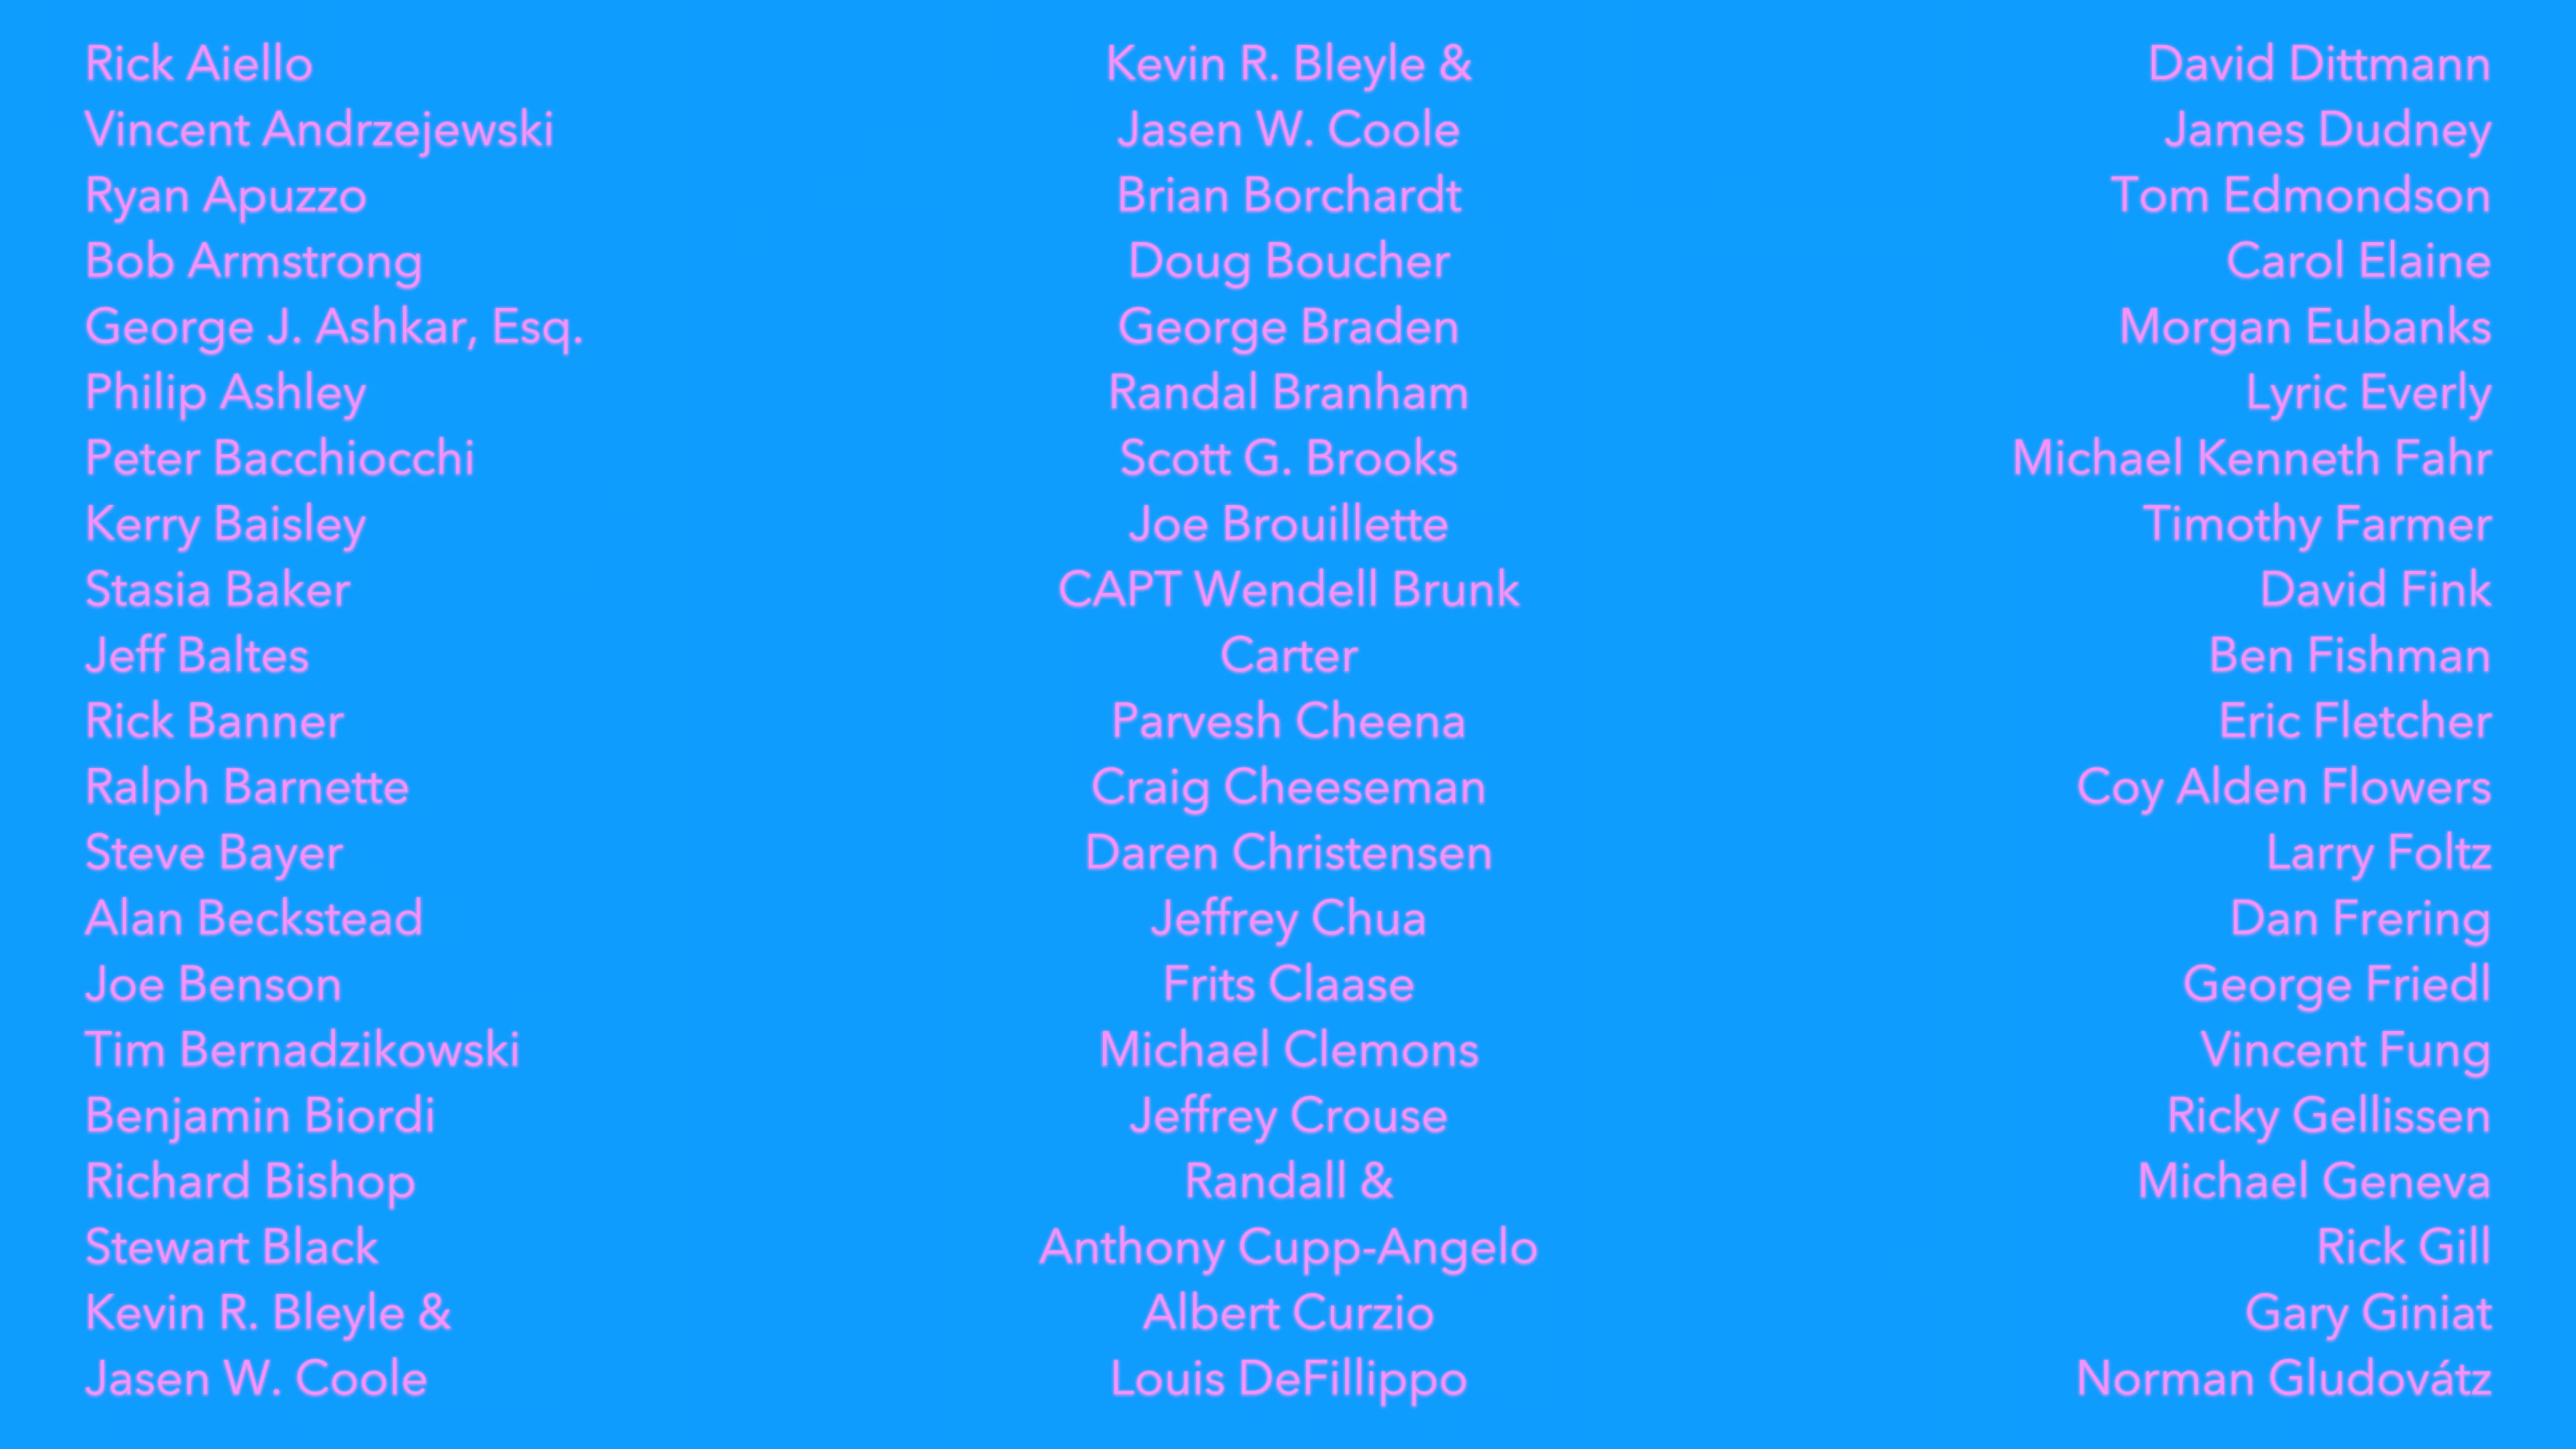 Rick Aiello
Vincent Andrzejewski
Ryan Apuzzo
Bob Armstrong
George J. Ashkar, Esq.
Philip Ashley
Peter Bacchiocchi
Kerry Baisley
Stasia Baker
Jeff Baltes
Rick Banner
Ralph Barnette
Steve Bayer
Alan Beckstead
Joe Benson
Tim Bernadzikowski
Benjamin Biordi
Richard Bishop
Stewart Black
Kevin R. Bleyle &
Jasen W. Coole
Kevin R. Bleyle &
Jasen W. Coole
Brian Borchardt
Doug Boucher
George Braden
Randal Branham
Scott G. Brooks
Joe Brouillette
CAPT Wendell Brunk
Carter
Parvesh Cheena
Craig Cheeseman
Daren Christensen
Jeffrey Chua
Frits Claase
Michael Clemons
Jeffrey Crouse
Randall &
Anthony Cupp-Angelo
Albert Curzio
Louis DeFillippo
David Dittmann
James Dudney
Tom Edmondson
Carol Elaine
Morgan Eubanks
Lyric Everly
Michael Kenneth Fahr
Timothy Farmer
David Fink
Ben Fishman
Eric Fletcher
Coy Alden Flowers
Larry Foltz
Dan Frering
George Friedl
Vincent Fung
Ricky Gellissen
Michael Geneva
Rick Gill
Gary Giniat
Norman Gludovátz